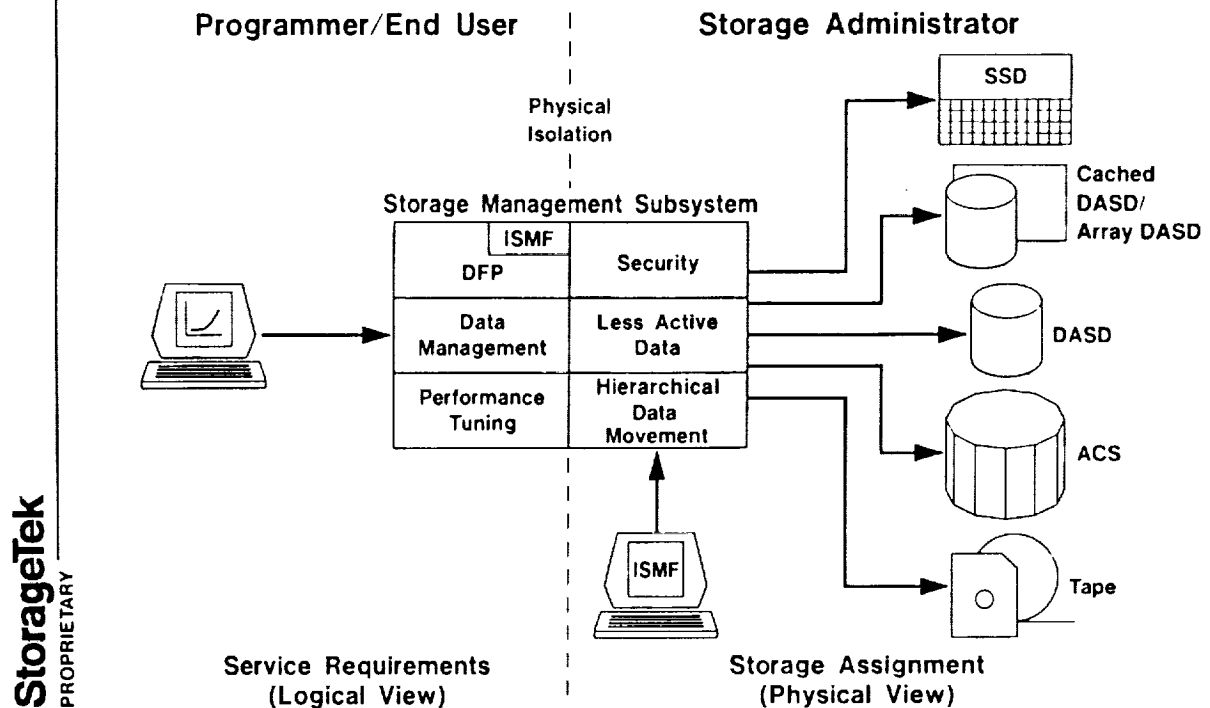 Programmer/End User
Storage Administrator
SSD
Physical
Isolation
Cached
DASD/
Array DASD
Storage Management Subsystem
ISMF
DFP
Security
Data
Management
Less Active
Data
DASD
Performance
Tuning
Hierarchical
Data
Movement
ACS
ISMF
Tape
Service Requirements
(Logical View)
Storage Assignment
(Physical View)
StorageTek
PROPRIETARY